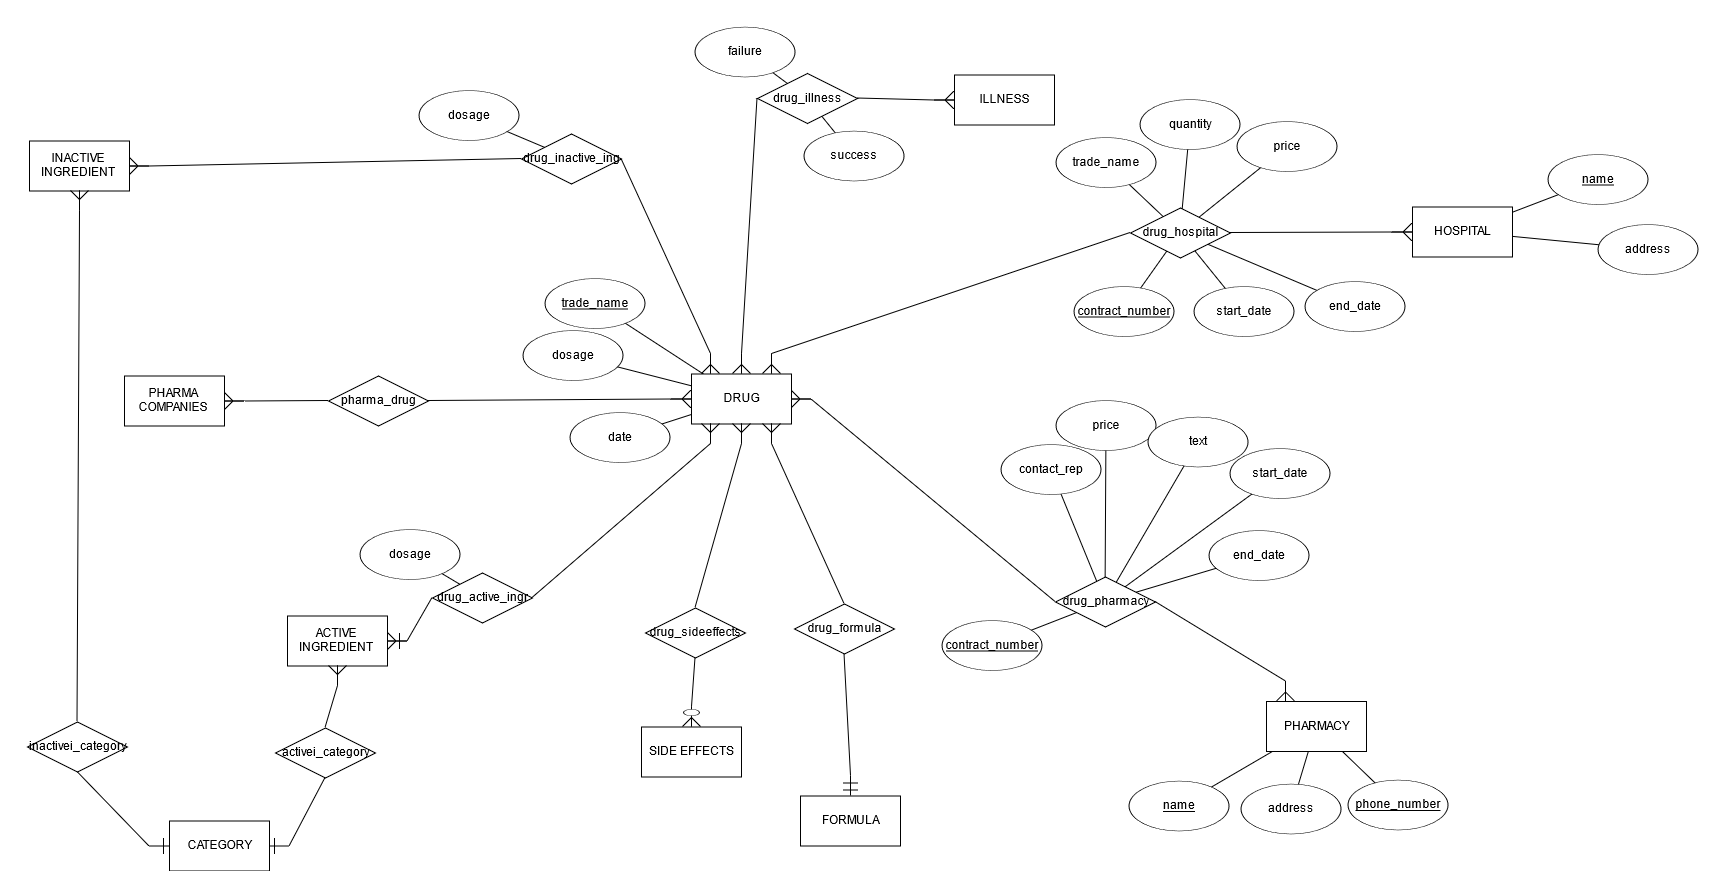 failure
drug_illness
ILLNESS
success
dosage
drug_inactive_ing
INACTIVE
INGREDIENT
quantity
trade_name
price
name
drug_hospital
HOSPITAL
address
contract_number
start_date
end_date
trade_name
dosage
date
PHARMA
COMPANIES
pharma_drug
DRUG
price
text
contact_rep
start_date
end_date
drug_pharmacy
contract_number
dosage
drug_active_ingr
ACTIVE
INGREDIENT
drug_sideeffects
drug_formula
inactivei_category
activei_category
SIDE EFFECTS
PHARMACY
name
address
phone_number
FORMULA
CATEGORY